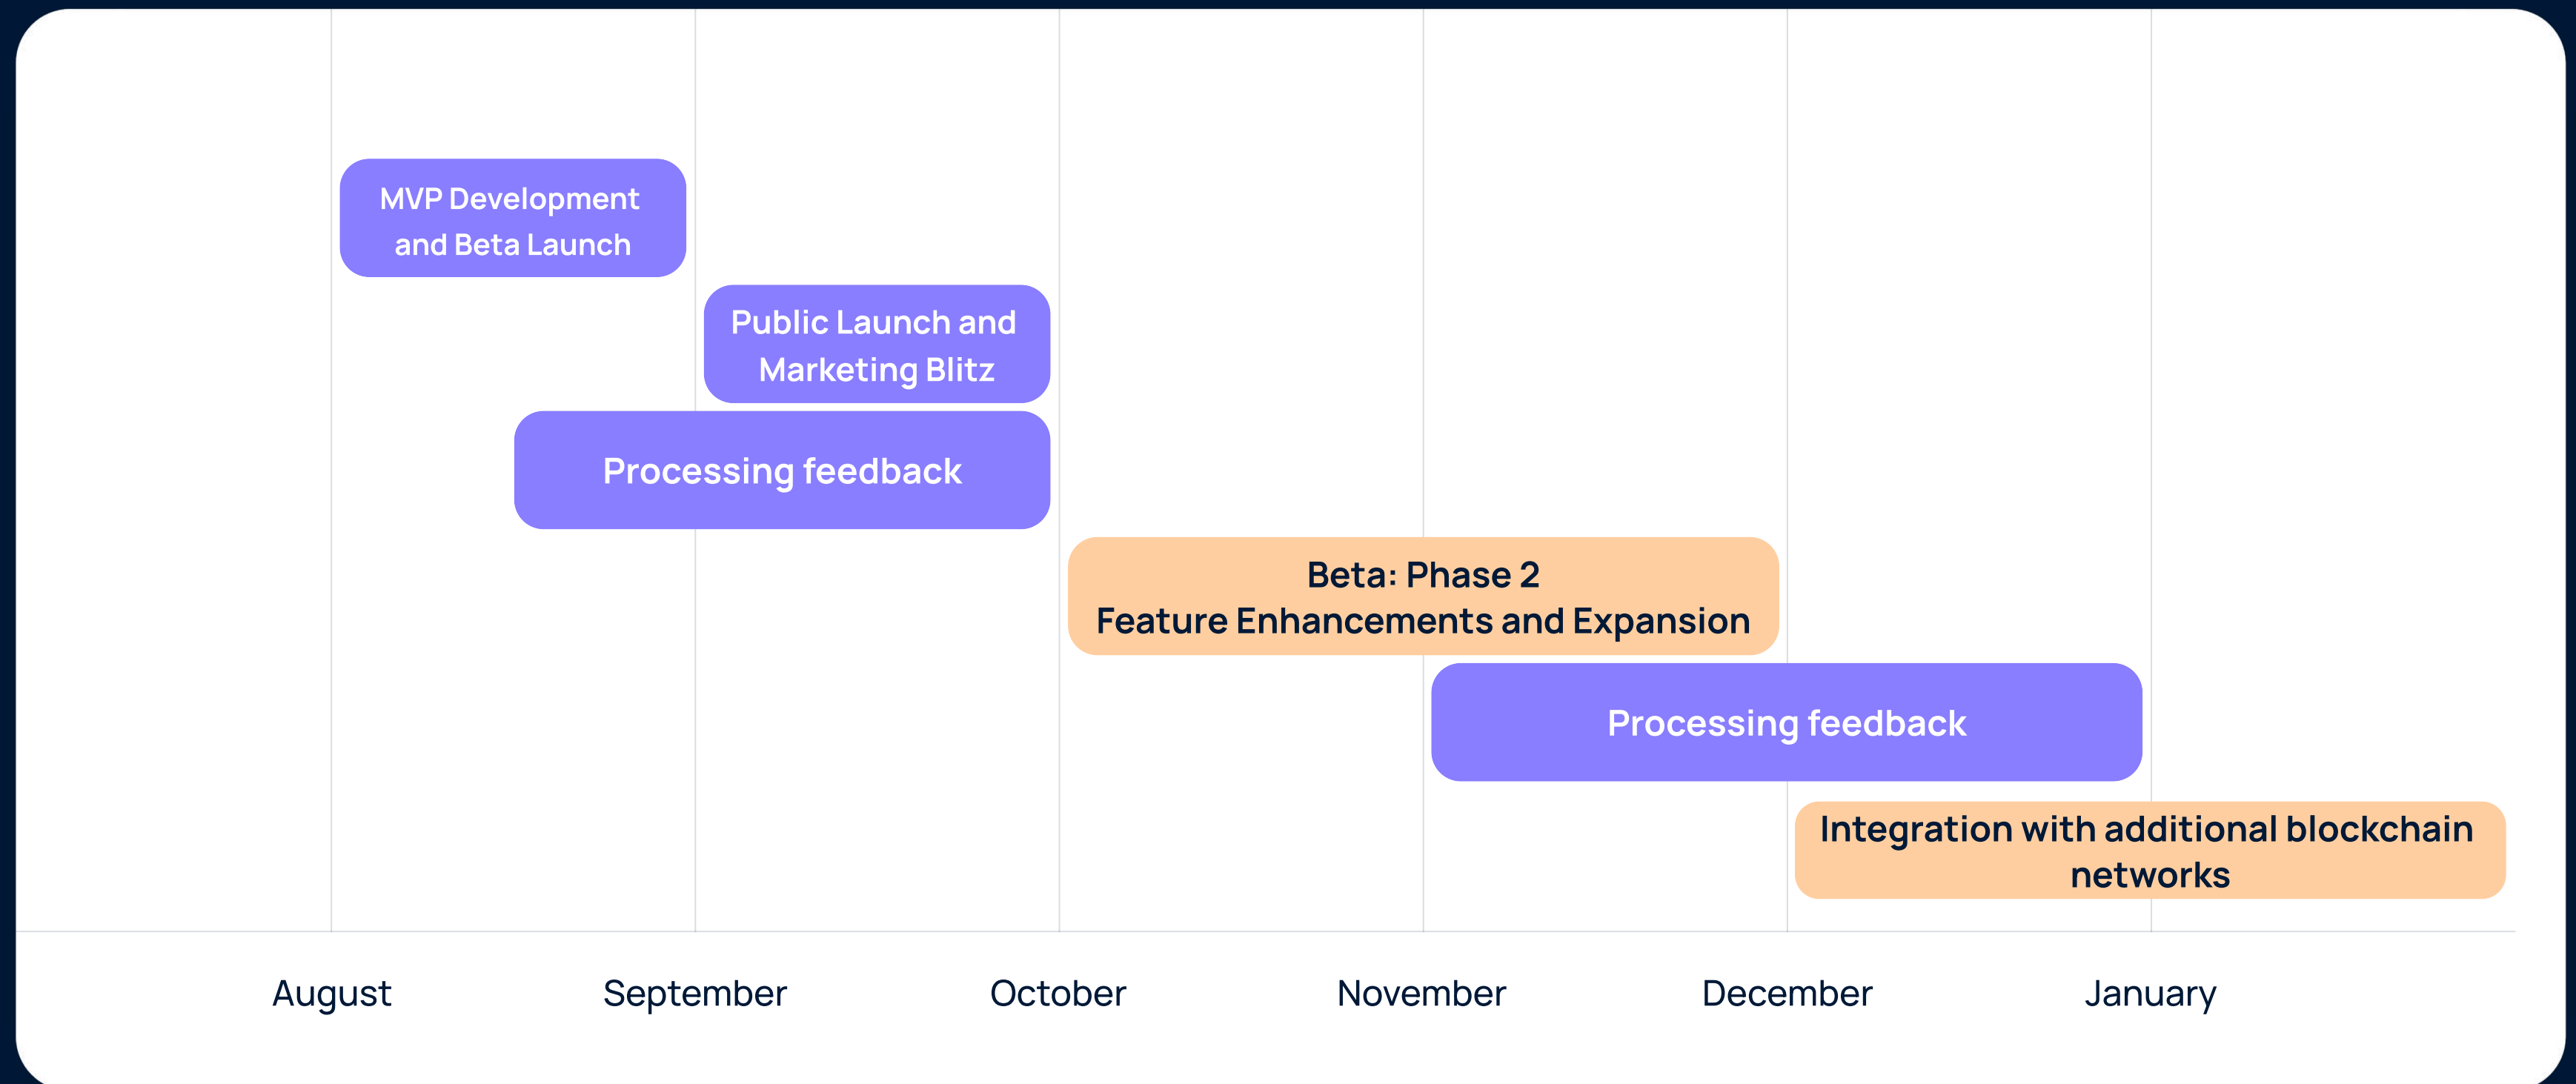 MVP Development
and Beta Launch
Public Launch and
Marketing Blitz
Processing feedback
Beta: Phase 2
Feature Enhancements and Expansion
Processing feedback
Integration with additional blockchain
networks
August
September
October
November
December
January